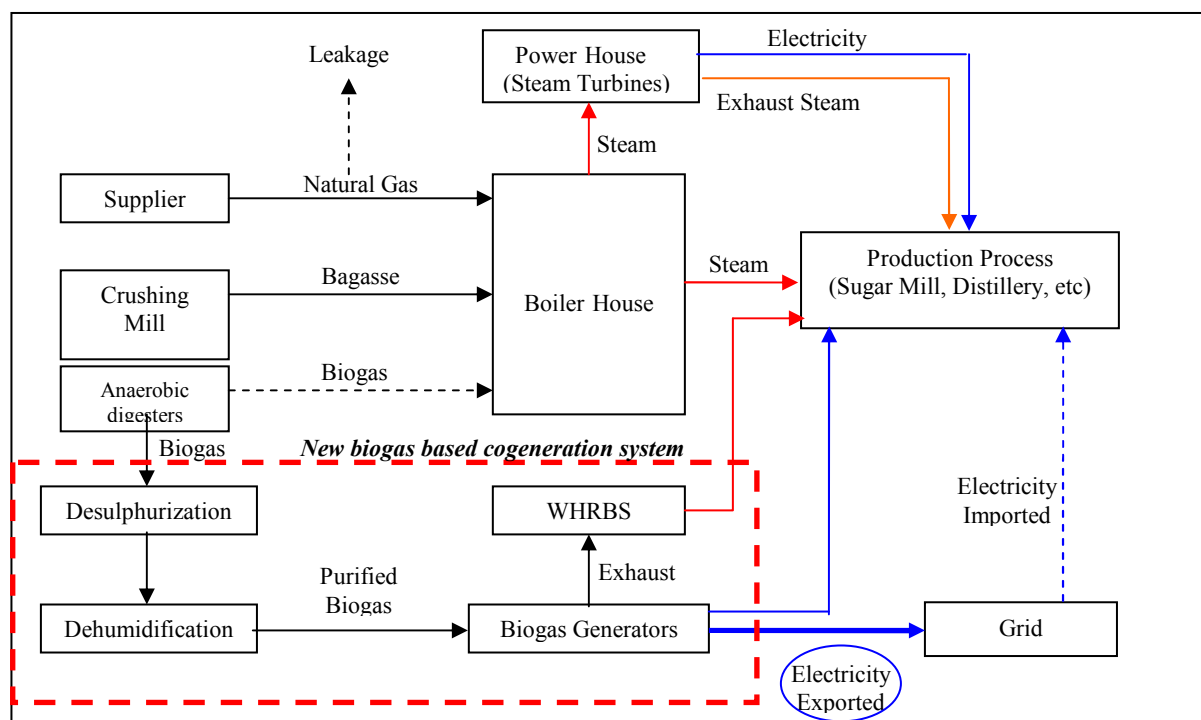 Electricity
Power House
(Steam Turbines)
Leakage
Exhaust Steam
Steam
Natural Gas
Supplier
Production Process
(Sugar Mill, Distillery, etc)
Steam
Bagasse
Crushing
Mill
Boiler House
Biogas
Anaerobic
digesters
Biogas
New biogas based cogeneration system
Desulphurization
WHRBS
Electricity
Imported
Purified
Biogas
Exhaust
Dehumidification
Biogas Generators
Grid
Electricity
Exported